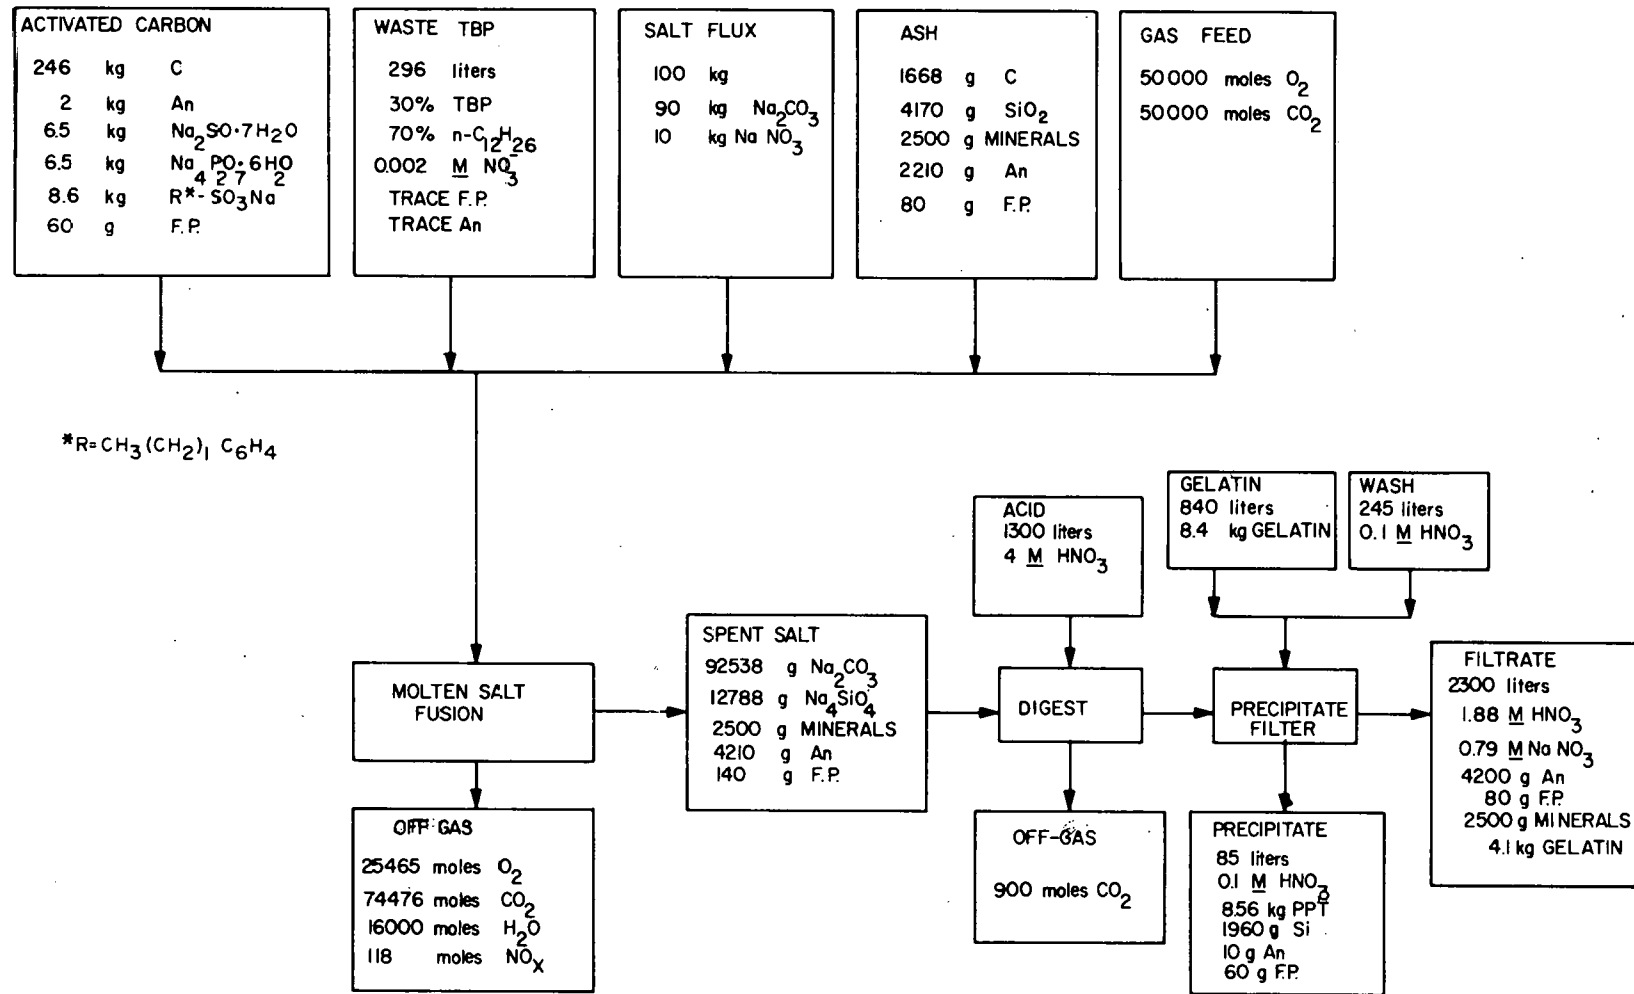 ACTIVATED CARBON
246 kg C
2 kg An
6.5 kg Na2SO·7H2O
6.5 kg Na4P2O7·6H2O
8.6 kg R*-SO3Na
60 g F.P.
WASTE TBP
296 liters
30% TBP
70% n-C12H26
0.002 M NO3-
TRACE F.P.
TRACE An
SALT FLUX
100 kg
90 kg Na2CO3
10 kg NaNO3
ASH
1668 g C
4170 g SiO2
2500 g MINERALS
2210 g An
80 g F.P.
GAS FEED
50000 moles O2
50000 moles CO2
*R=CH3(CH2)1 C6H4
GELATIN
840 liters
8.4 kg GELATIN
WASH
245 liters
0.1 M HNO3
ACID
1300 liters
4 M HNO3
MOLTEN SALT
FUSION
SPENT SALT
92538 g Na2CO3
12788 g Na4SiO4
2500 g MINERALS
4210 g An
140 g F.P.
DIGEST
PRECIPITATE
FILTER
FILTRATE
2300 liters
1.88 M HNO3
0.79 M NaNO3
4200 g An
80 g F.P.
2500 g MINERALS
4.1 kg GELATIN
OFF-GAS
25465 moles O2
74476 moles CO2
16000 moles H2O
118 moles NOX
OFF-GAS
900 moles CO2
PRECIPITATE
85 liters
0.1 M HNO3
8.56 kg PPT
1960 g Si
10 g An
60 g F.P.